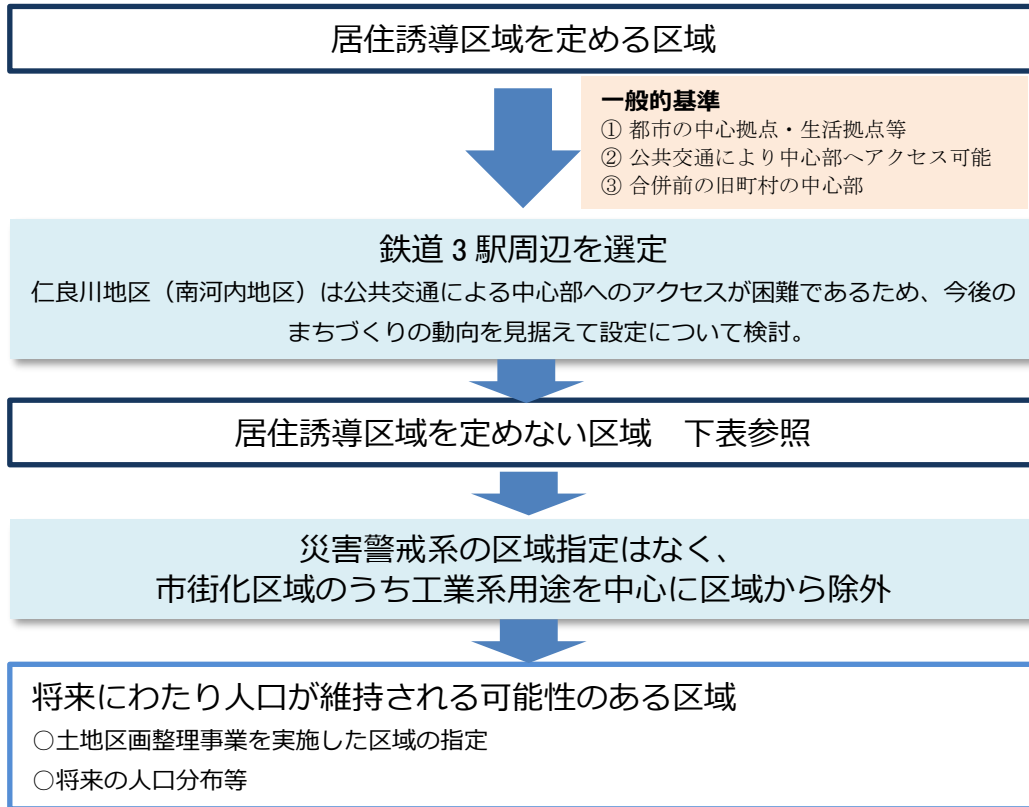 居住誘導区域を定める区域
一般的基準
① 都市の中心拠点・生活拠点等
② 公共交通により中心部へアクセス可能
③ 合併前の旧町村の中心部
鉄道 3 駅周辺を選定
仁良川地区（南河内地区）は公共交通による中心部へのアクセスが困難であるため、今後の
まちづくりの動向を見据えて設定について検討。
居住誘導区域を定めない区域　下表参照
災害警戒系の区域指定はなく、
市街化区域のうち工業系用途を中心に区域から除外
将来にわたり人口が維持される可能性のある区域
○土地区画整理事業を実施した区域の指定
○将来の人口分布等